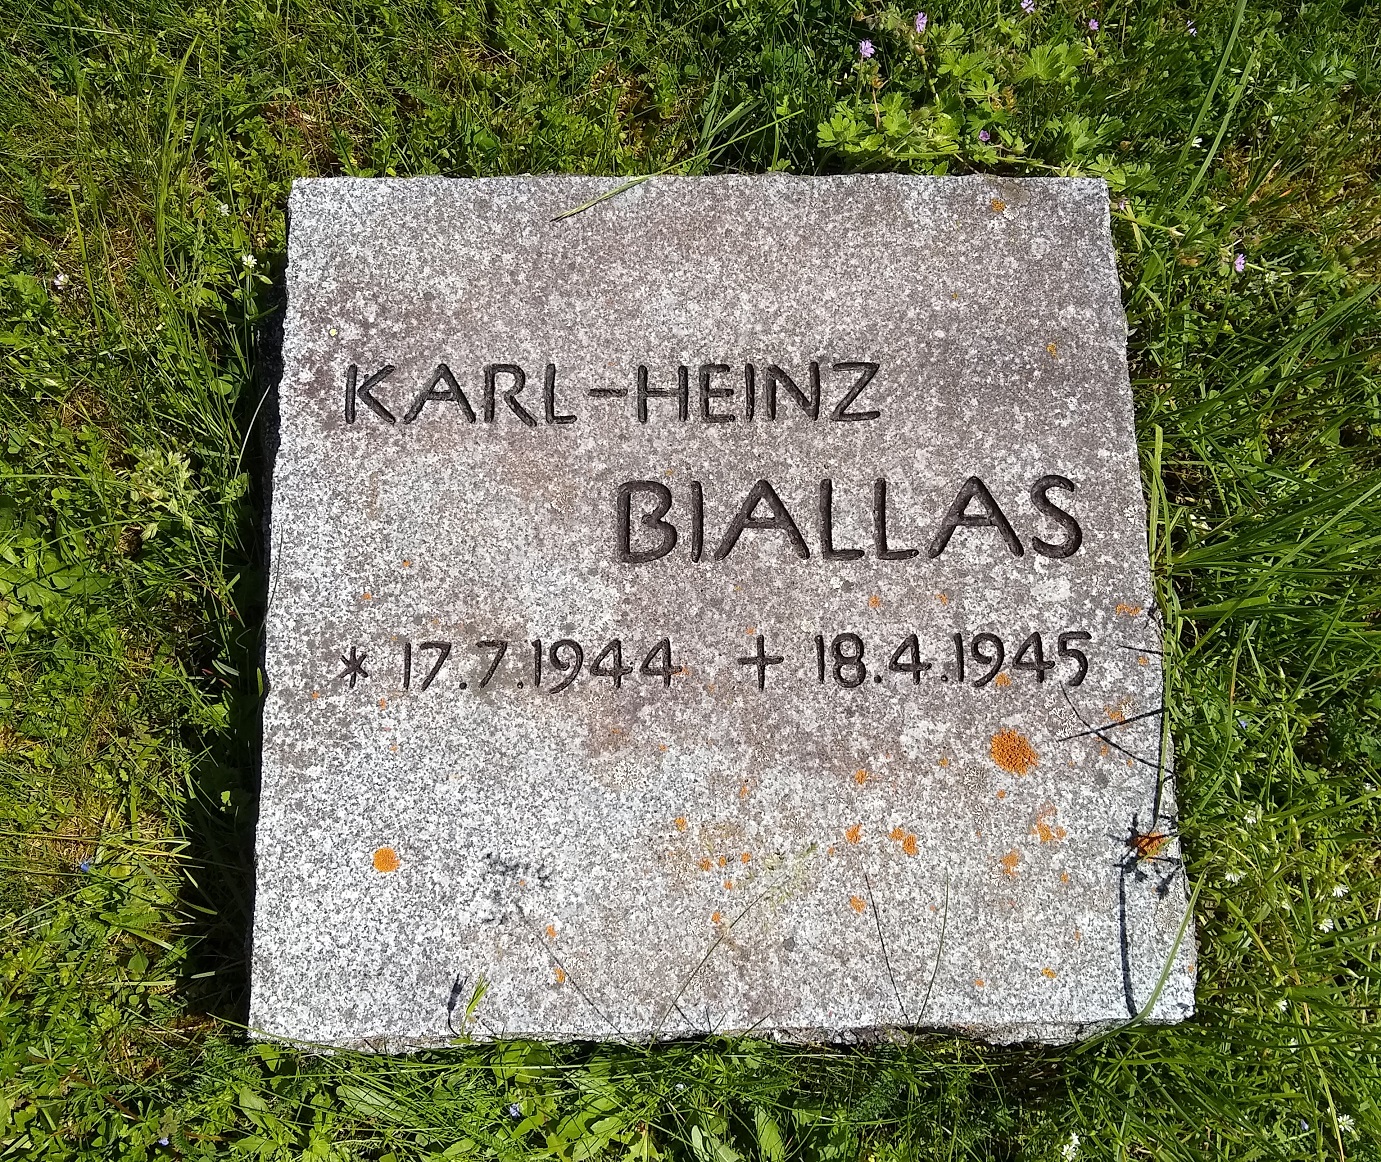 KARL-HEINZ
BIALLAS
* 17.7.1944 + 18.4.1945